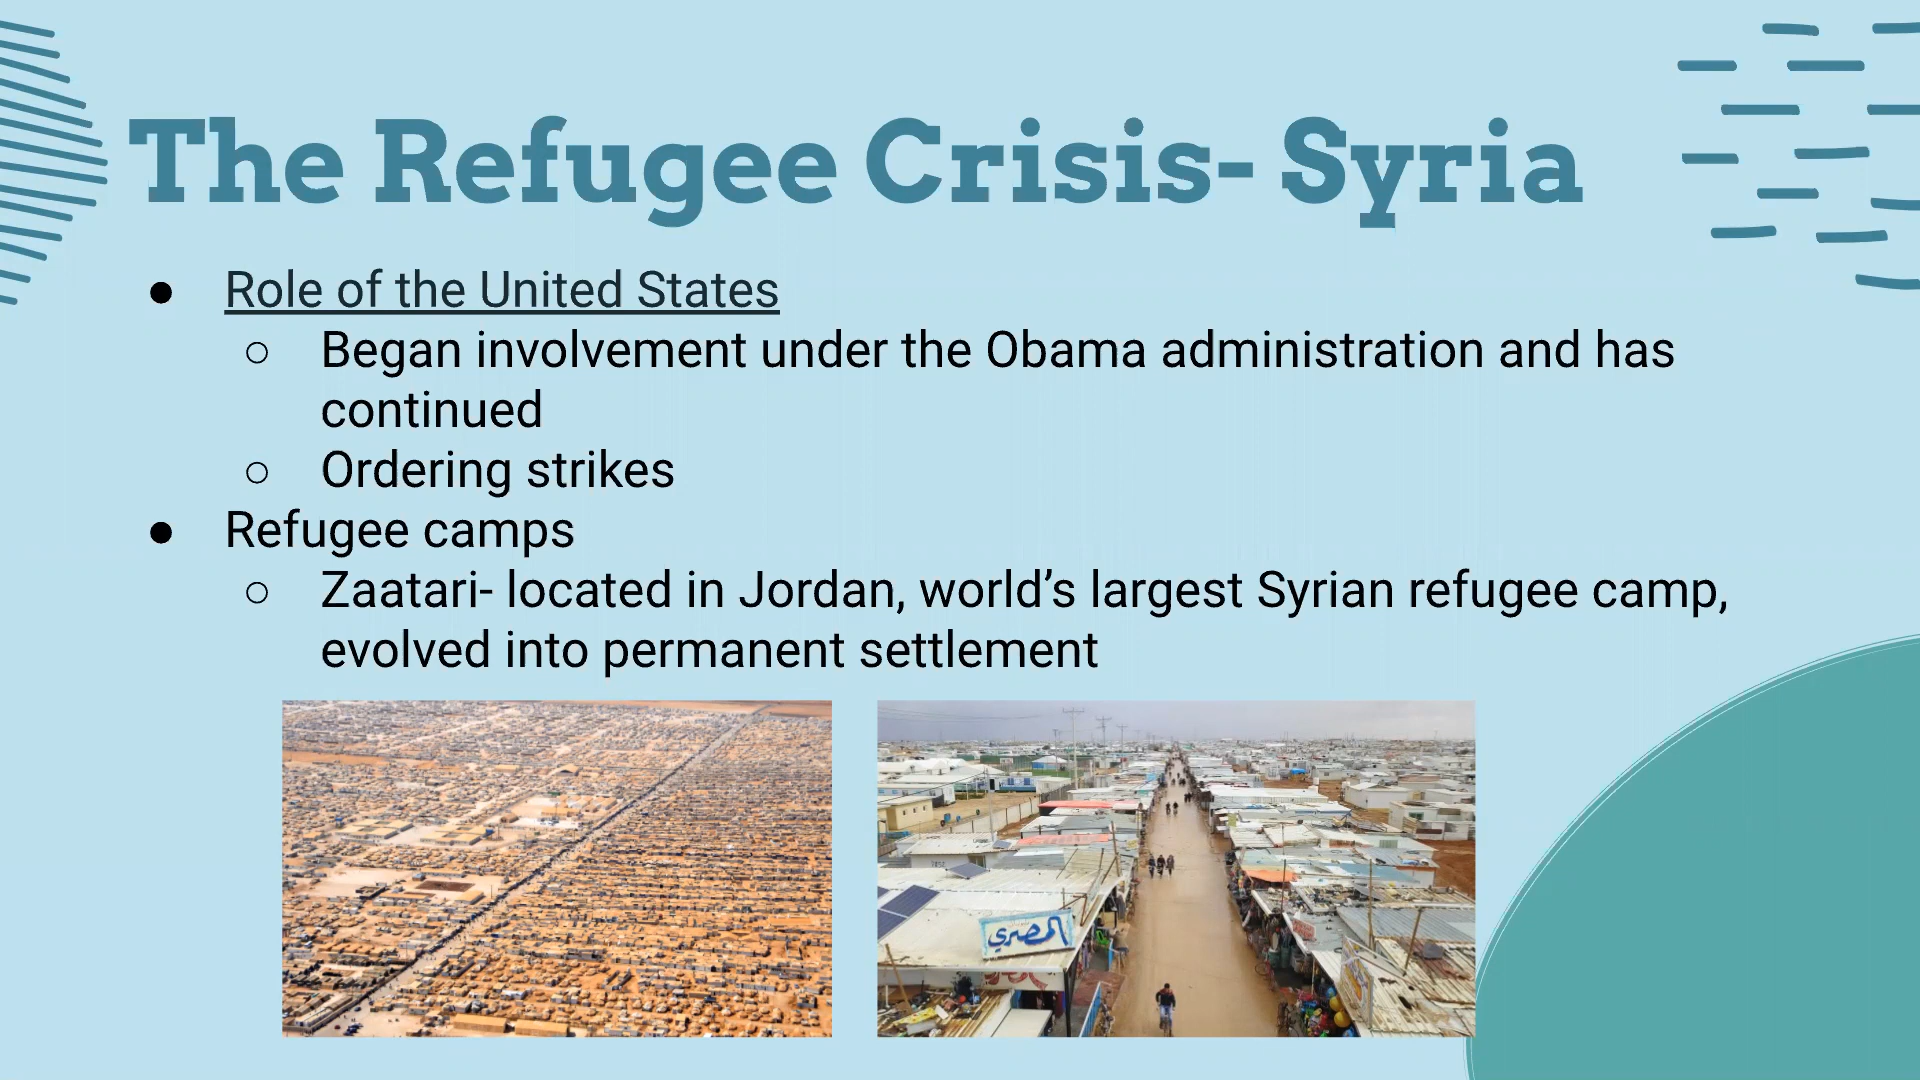 The Refugee Crisis- Syria
● Role of the United States
○ Began involvement under the Obama administration and has
continued
○ Ordering strikes
● Refugee camps
○ Zaatari- located in Jordan, world’s largest Syrian refugee camp,
evolved into permanent settlement
المصري